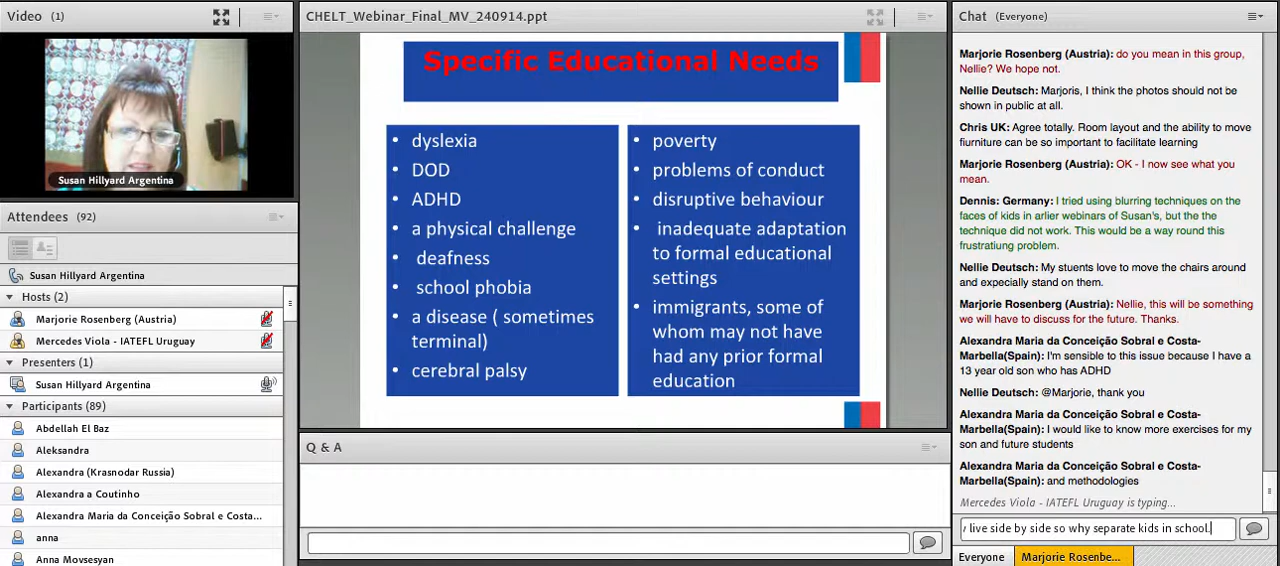 Video (1)
Susan Hillyard Argentina
Attendees (92)
Susan Hillyard Argentina
Hosts (2)
Marjorie Rosenberg (Austria)
Mercedes Viola - IATEFL Uruguay
Presenters (1)
Susan Hillyard Argentina
Participants (89)
Abdellah El Baz
Aleksandra
Alexandra (Krasnodar Russia)
Alexandra a Coutinho
Alexandra Maria da Conceição Sobral e Costa...
anna
Anna Movsesyan
CHELT_Webinar_Final_MV_240914.ppt
Specific Educational Needs
• dyslexia
• DOD
• ADHD
• a physical challenge
• deafness
• school phobia
• a disease ( sometimes
terminal)
• cerebral palsy
• poverty
• problems of conduct
• disruptive behaviour
• inadequate adaptation
to formal educational
settings
• immigrants, some of
whom may not have
had any prior formal
education
Q & A
Chat (Everyone)
Marjorie Rosenberg (Austria): do you mean in this group,
Nellie? We hope not.
Nellie Deutsch: Marjoris, I think the photos should not be
shown in public at all.
Chris UK: Agree totally. Room layout and the ability to move
furniture can be so important to facilitate learning
Marjorie Rosenberg (Austria): OK - I now see what you
mean.
Dennis: Germany: I tried using blurring techniques on the
faces of kids in arlier webinars of Susan's, but the the
technique did not work. This would be a way round this
frustratiung problem.
Nellie Deutsch: My stuents love to move the chairs around
and expecially stand on them.
Marjorie Rosenberg (Austria): Nellie, this will be something
we will have to discuss for the future. Thanks.
Alexandra Maria da Conceição Sobral e Costa-
Marbella(Spain): I'm sensible to this issue because I have a
13 year old son who has ADHD
Nellie Deutsch: @Marjorie, thank you
Alexandra Maria da Conceição Sobral e Costa-
Marbella(Spain): I would like to know more exercises for my
son and future students
Alexandra Maria da Conceição Sobral e Costa-
Marbella(Spain): and methodologies
Mercedes Viola - IATEFL Uruguay is typing...
live side by side so why separate kids in school.
Everyone
Marjorie Rosenbe...